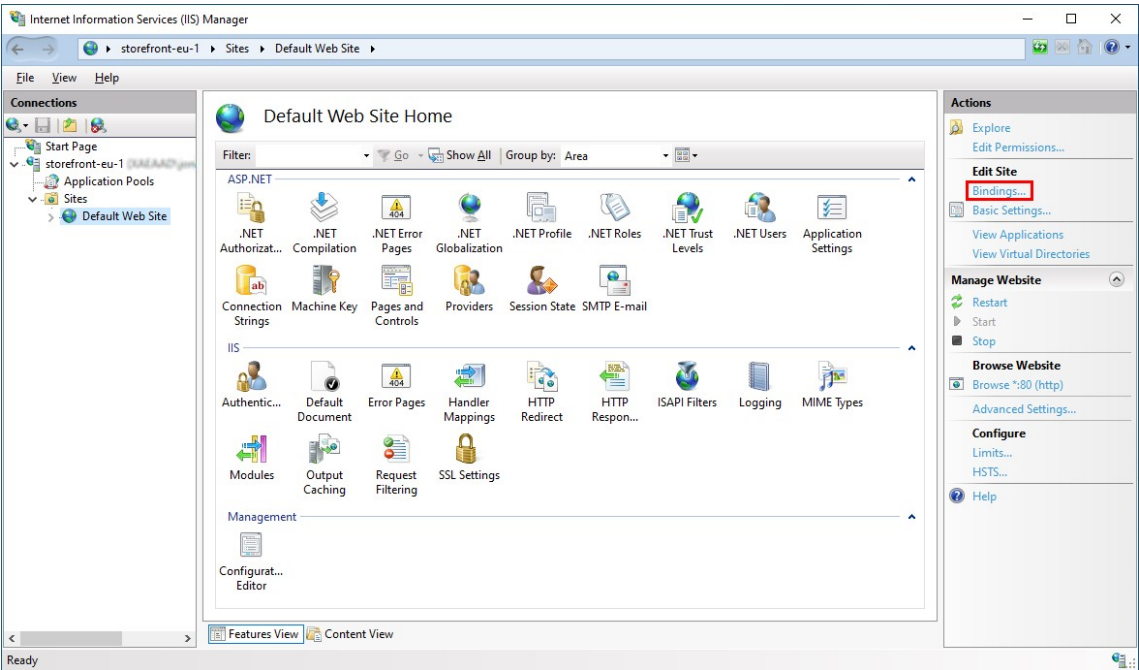 Internet Information Services (IIS) Manager
storefront-eu-1 Sites Default Web Site
File View Help
Connections
Start Page
storefront-eu-1
Application Pools
Sites
Default Web Site
Default Web Site Home
Filter: Go Show All Group by: Area
ASP.NET
.NET Authorizat...
.NET Compilation
404
.NET Error Pages
.NET Globalization
.NET Profile
.NET Roles
.NET Trust Levels
.NET Users
Application Settings
ab
Connection Strings
Machine Key
Pages and Controls
Providers
Session State
SMTP E-mail
IIS
Authentic...
Default Document
404
Error Pages
Handler Mappings
HTTP Redirect
HTTP Respon...
ISAPI Filters
Logging
MIME Types
Modules
Output Caching
Request Filtering
SSL Settings
Management
Configurat... Editor
Features View Content View
Actions
Explore
Edit Permissions...
Edit Site
Bindings...
Basic Settings...
View Applications
View Virtual Directories
Manage Website
Restart
Start
Stop
Browse Website
Browse *:80 (http)
Advanced Settings...
Configure
Limits...
HSTS...
Help
Ready